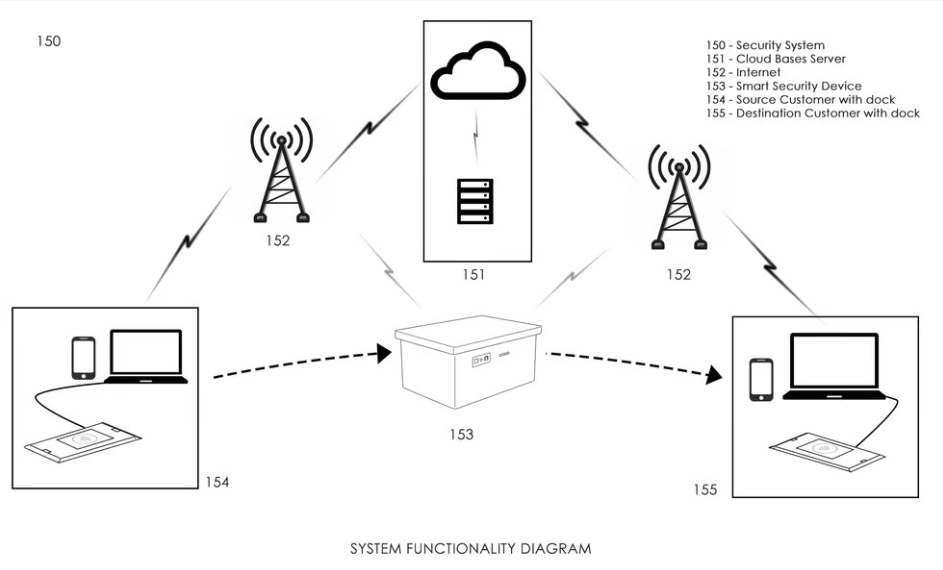 150
150 - Security System
151 - Cloud Bases Server
152 - Internet
153 - Smart Security Device
154 - Source Customer with dock
155 - Destination Customer with dock
152
151
152
153
154
155
SYSTEM FUNCTIONALITY DIAGRAM